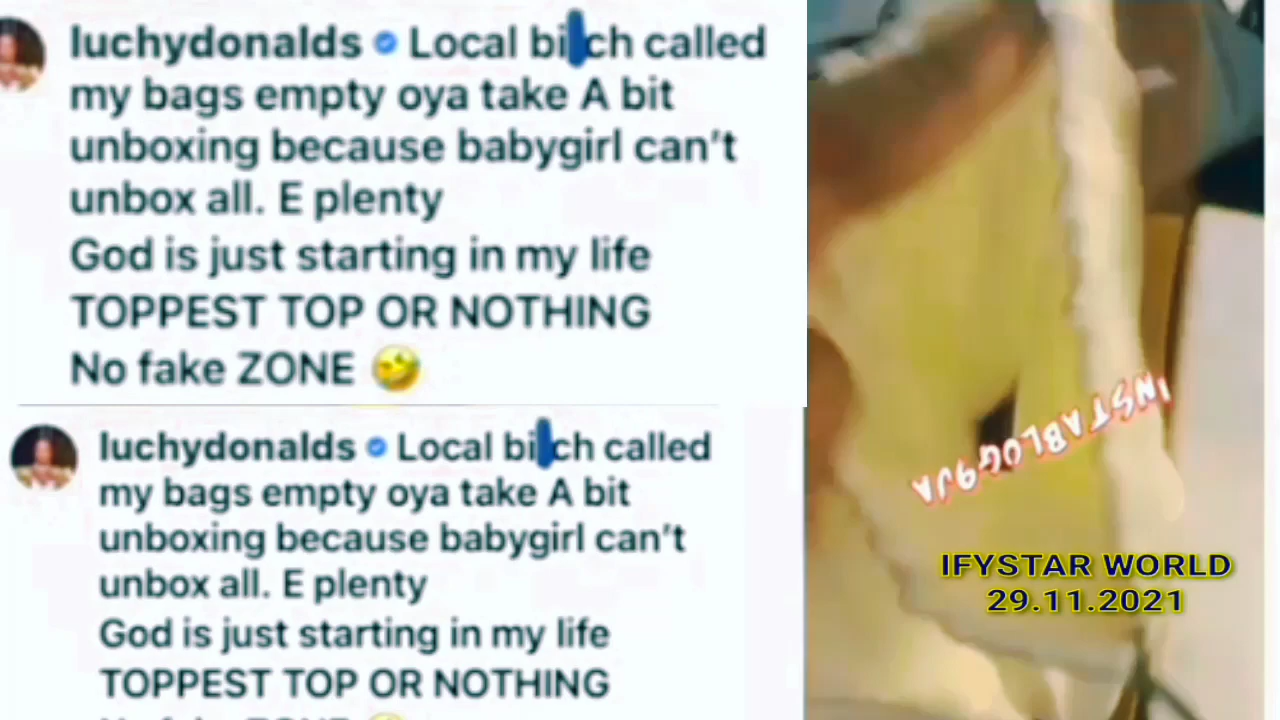 luchydonalds Local bi ch called
my bags empty oya take A bit
unboxing because babygirl can't
unbox all. E plenty
God is just starting in my life
TOPPEST TOP OR NOTHING
No fake ZONE 🤣
luchydonalds Local bi ch called
my bags empty oya take A bit
unboxing because babygirl can't
unbox all. E plenty
God is just starting in my life
TOPPEST TOP OR NOTHING
No fake ZONE
INSTABLOG9JA
IFYSTAR WORLD
29.11.2021